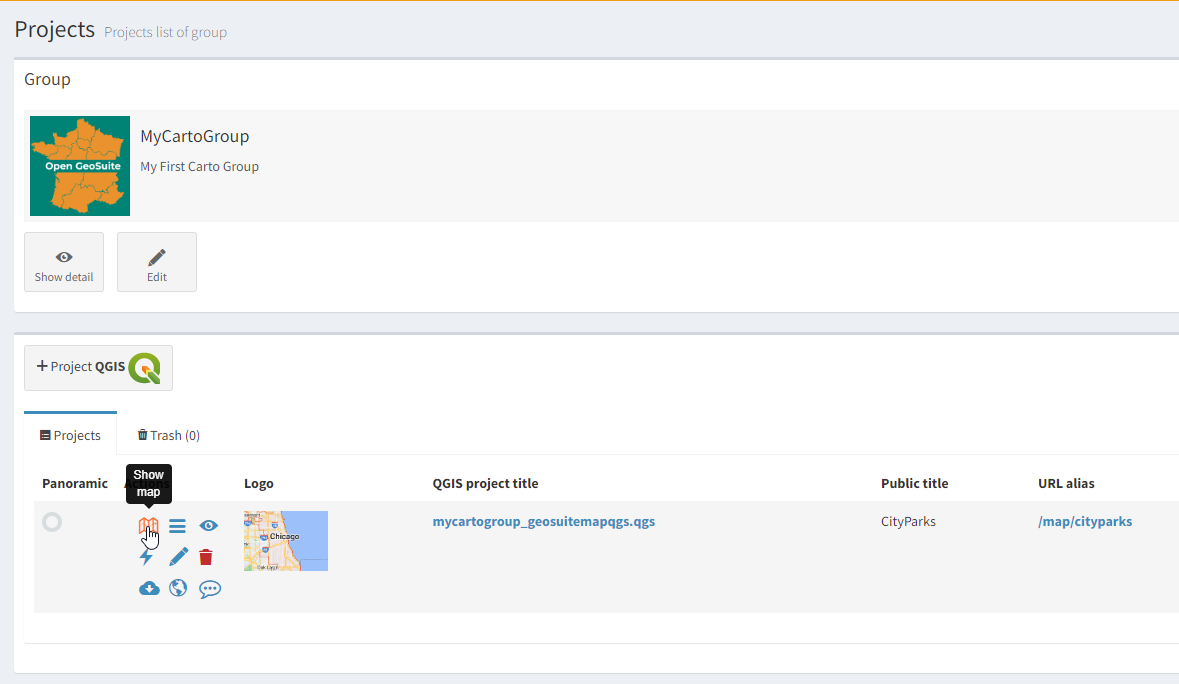 Projects Projects list of group
Group
Open GeoSuite
MyCartoGroup
My First Carto Group
Show detail
Edit
Project QGIS
Projects
Trash (0)
Show
map
Panoramic
Logo
QGIS project title
Public title
URL alias
Chicago
mycartogroup_geosuitemapqgs.qgs
CityParks
/map/cityparks